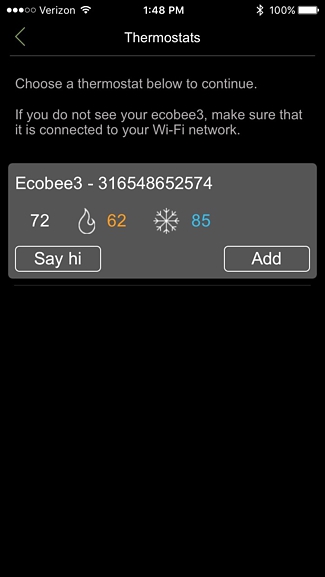 Verizon 1:48 PM 100%
Thermostats
Choose a thermostat below to continue.
If you do not see your ecobee3, make sure that
it is connected to your Wi-Fi network.
Ecobee3 - 316548652574
72 62 85
Say hi Add